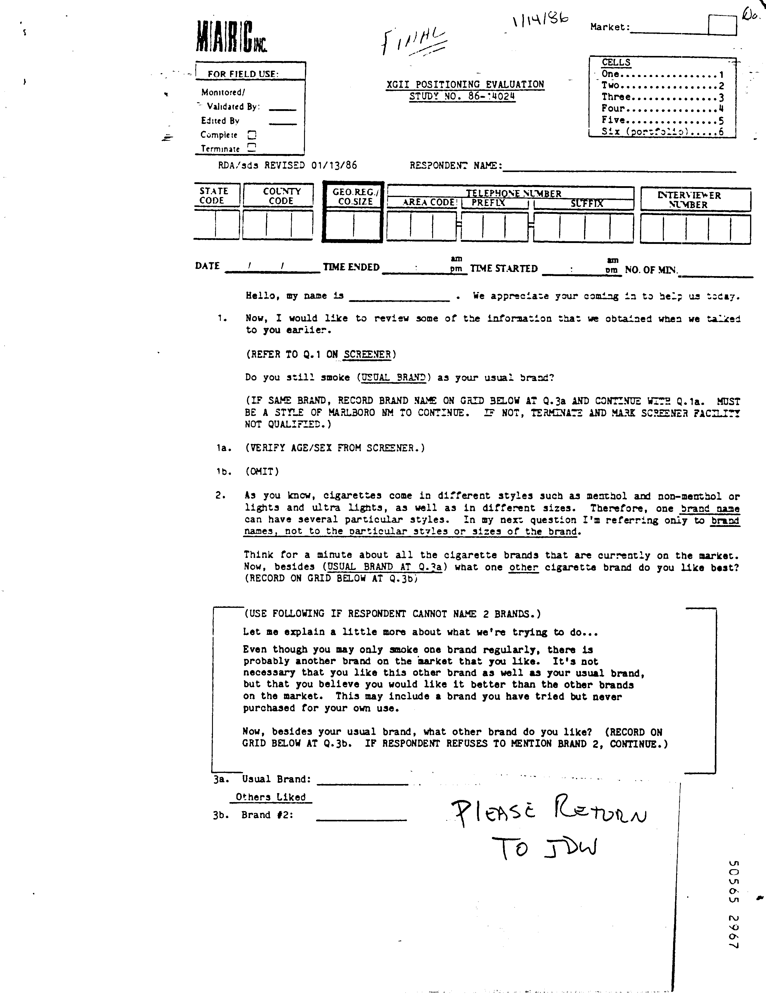 MARC INC.
FINAL
1/14/86
Market:
No.
FOR FIELD USE:
Monitored/
Validated By:
Edited By
Complete
Terminate
XGII POSITIONING EVALUATION
STUDY NO. 86-14024
CELLS
One................1
Two................2
Three..............3
Four...............4
Five...............5
Six (portfolio).....6
RDA/sds REVISED 01/13/86 RESPONDENT NAME:
STATE CODE
COUNTY CODE
GEO.REG./ CO.SIZE
TELEPHONE NUMBER
AREA CODE PREFIX SUFFIX
INTERVIEWER NUMBER
DATE / / TIME ENDED : am pm TIME STARTED : am pm NO. OF MIN.
Hello, my name is . We appreciate your coming in to help us today.
1. Now, I would like to review some of the information that we obtained when we talked
to you earlier.
(REFER TO Q.1 ON SCREENER)
Do you still smoke (USUAL BRAND) as your usual brand?
(IF SAME BRAND, RECORD BRAND NAME ON GRID BELOW AT Q.3a AND CONTINUE WITH Q.1a. MUST
BE A STYLE OF MARLBORO NM TO CONTINUE. IF NOT, TERMINATE AND MARK SCREENER FACILITY
NOT QUALIFIED.)
1a. (VERIFY AGE/SEX FROM SCREENER.)
1b. (OMIT)
2. As you know, cigarettes come in different styles such as menthol and non-menthol or
lights and ultra lights, as well as in different sizes. Therefore, one brand name
can have several particular styles. In my next question I'm referring only to brand
names, not to the particular styles or sizes of the brand.
Think for a minute about all the cigarette brands that are currently on the market.
Now, besides (USUAL BRAND AT Q.3a) what one other cigarette brand do you like best?
(RECORD ON GRID BELOW AT Q.3b)
(USE FOLLOWING IF RESPONDENT CANNOT NAME 2 BRANDS.)
Let me explain a little more about what we're trying to do...
Even though you may only smoke one brand regularly, there is
probably another brand on the market that you like. It's not
necessary that you like this other brand as well as your usual brand,
but that you believe you would like it better than the other brands
on the market. This may include a brand you have tried but never
purchased for your own use.
Now, besides your usual brand, what other brand do you like? (RECORD ON
GRID BELOW AT Q.3b. IF RESPONDENT REFUSES TO MENTION BRAND 2, CONTINUE.)
3a. Usual Brand:
Others Liked
3b. Brand #2:
PLEASE RETURN
TO JDW
50565 2967